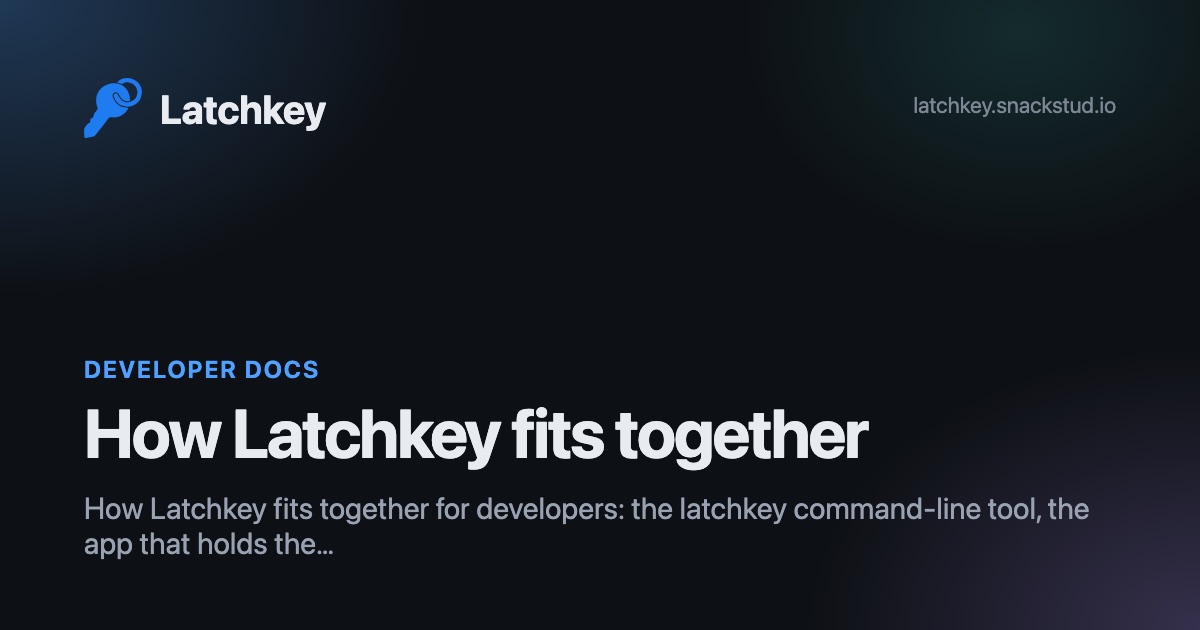 Latchkey
latchkey.snackstud.io
DEVELOPER DOCS
How Latchkey fits together
How Latchkey fits together for developers: the latchkey command-line tool, the
app that holds the...